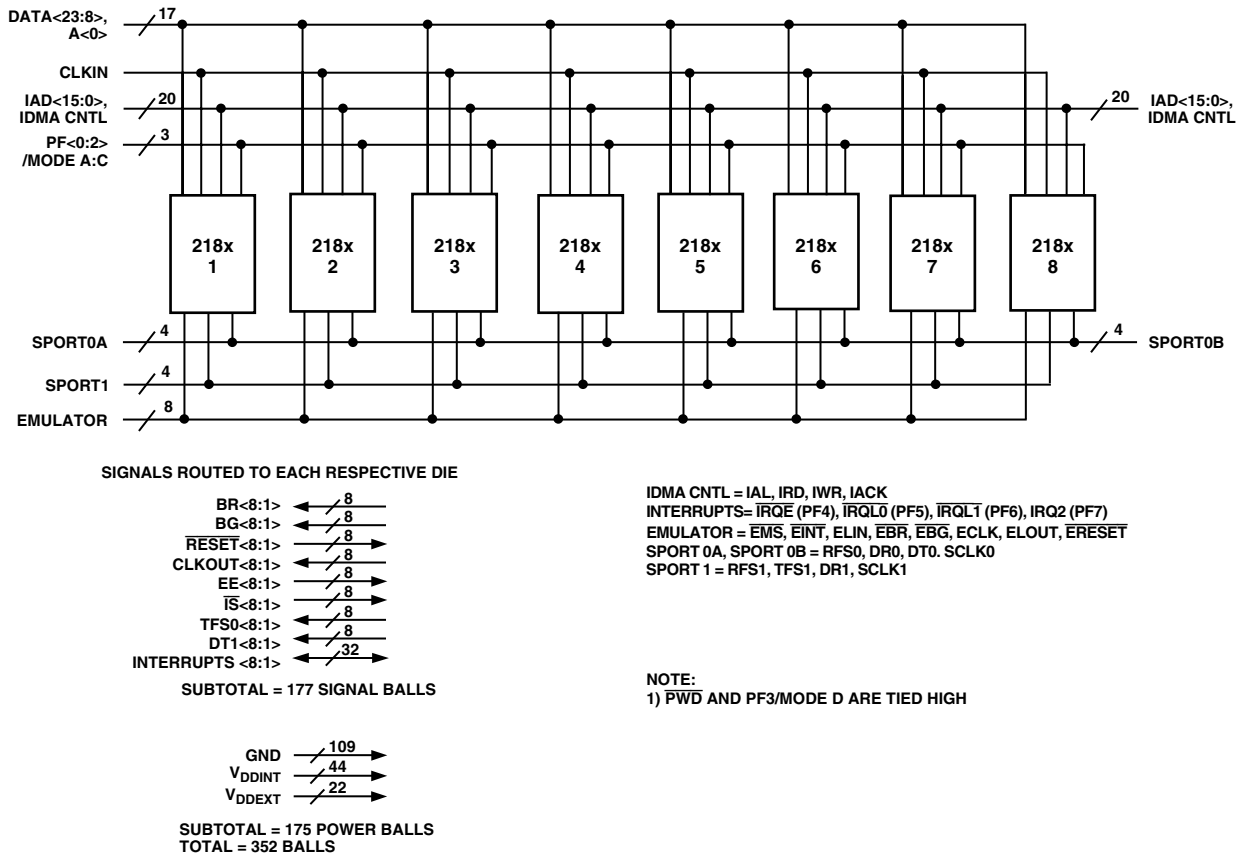 DATA<23:8>,
A<0>
17
CLKIN
IAD<15:0>,
IDMA CNTL
20
20
IAD<15:0>,
IDMA CNTL
PF<0:2>
/MODE A:C
3
218x
1
218x
2
218x
3
218x
4
218x
5
218x
6
218x
7
218x
8
SPORT0A
4
4
SPORT0B
SPORT1
4
EMULATOR
8
SIGNALS ROUTED TO EACH RESPECTIVE DIE
BR<8:1> 8
BG<8:1> 8
RESET<8:1> 8
CLKOUT<8:1> 8
EE<8:1> 8
IS<8:1> 8
TFS0<8:1> 8
DT1<8:1> 8
INTERRUPTS <8:1> 32
SUBTOTAL = 177 SIGNAL BALLS
GND 109
VDDINT 44
VDDEXT 22
SUBTOTAL = 175 POWER BALLS
TOTAL = 352 BALLS
IDMA CNTL = IAL, IRD, IWR, IACK
INTERRUPTS= IRQE (PF4), IRQL0 (PF5), IRQL1 (PF6), IRQ2 (PF7)
EMULATOR = EMS, EINT, ELIN, EBR, EBG, ECLK, ELOUT, ERESET
SPORT 0A, SPORT 0B = RFS0, DR0, DT0. SCLK0
SPORT 1 = RFS1, TFS1, DR1, SCLK1
NOTE:
1) PWD AND PF3/MODE D ARE TIED HIGH